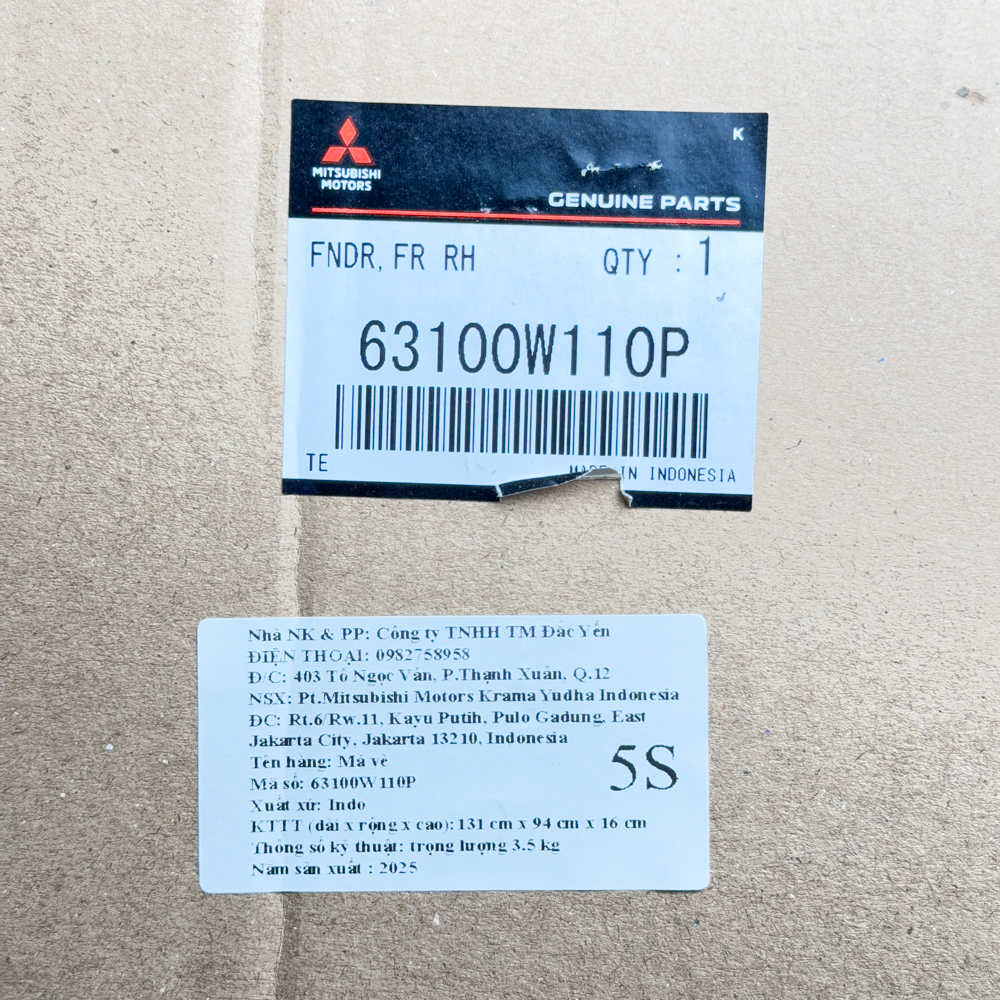 K
MITSUBISHI
MOTORS
GENUINE PARTS
FNDR, FR RH QTY : 1
63100W110P
TE MADE IN INDONESIA
Nhà NK & PP: Công ty TNHH TM Đắc Yến
ĐIỆN THOẠI: 0982758958
Đ/C: 403 Tô Ngọc Vân, P.Thạnh Xuân, Q.12
NSX: Pt.Mitsubishi Motors Krama Yudha Indonesia
ĐC: Rt.6/Rw.11, Kayu Putih, Pulo Gadung, East
Jakarta City, Jakarta 13210, Indonesia
Tên hàng: Má vè
Mã số: 63100W110P
Xuất xứ: Indo
KTTT (dài x rộng x cao): 131 cm x 94 cm x 16 cm
Thông số kỹ thuật: trọng lượng 3.5 kg
Năm sản xuất : 2025
5S